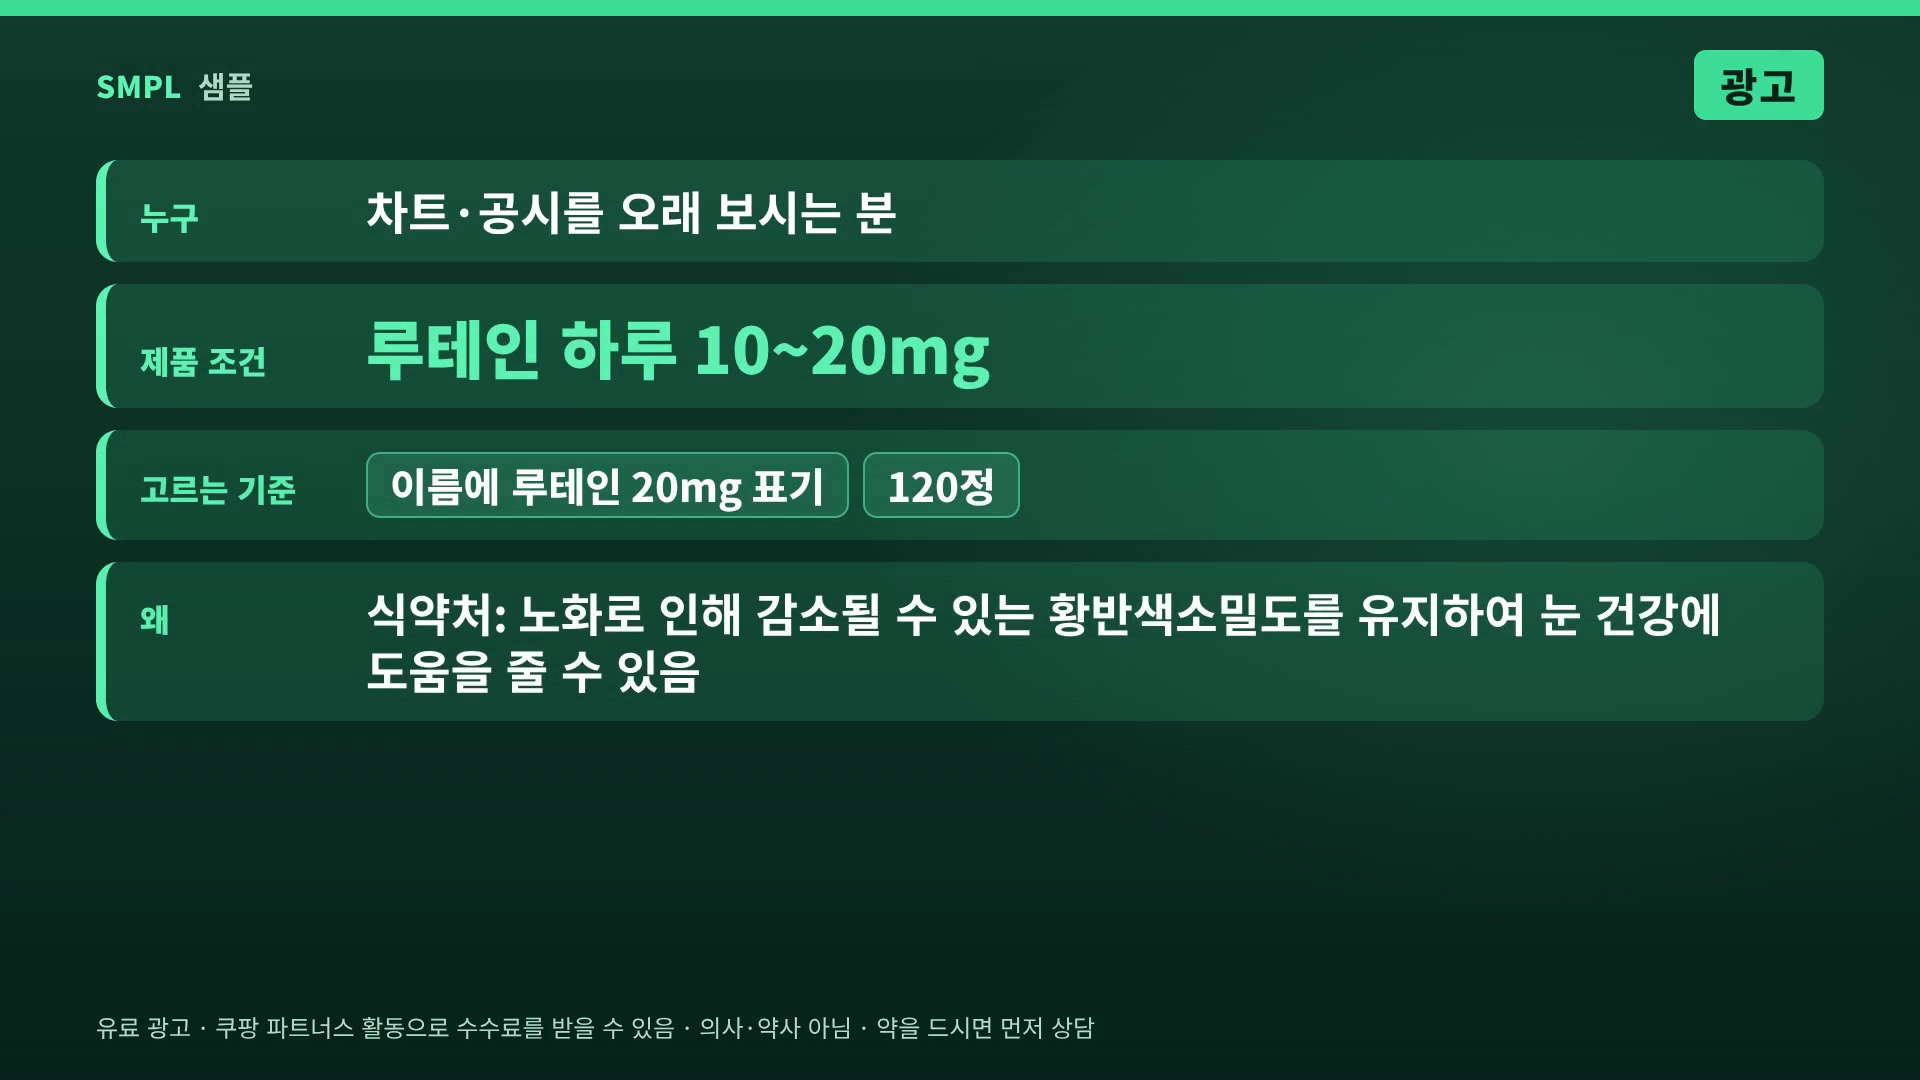 SMPL 샘플
광고
누구
차트·공시를 오래 보시는 분
제품 조건
루테인 하루 10~20mg
고르는 기준
이름에 루테인 20mg 표기
120정
왜
식약처: 노화로 인해 감소될 수 있는 황반색소밀도를 유지하여 눈 건강에
도움을 줄 수 있음
유료 광고 · 쿠팡 파트너스 활동으로 수수료를 받을 수 있음 · 의사·약사 아님 · 약을 드시면 먼저 상담